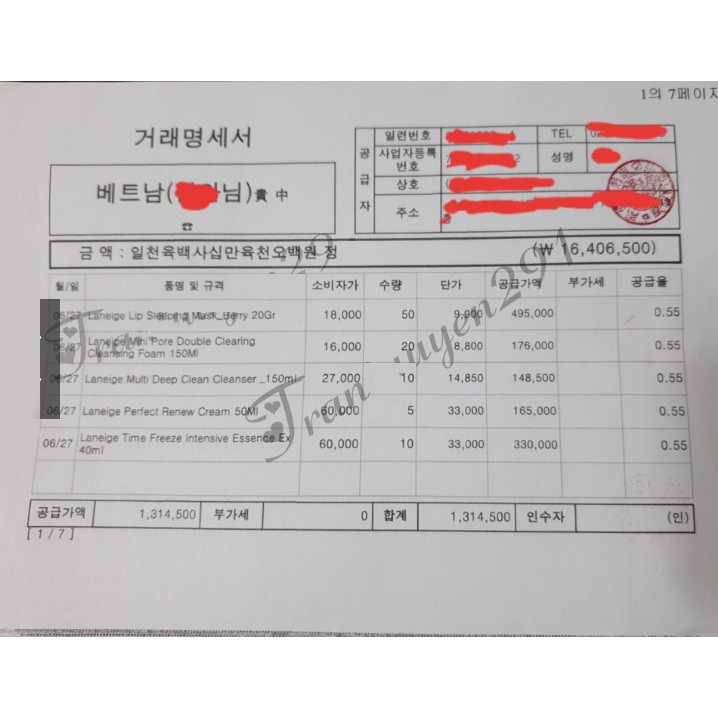 1의 7페이지
거래명세서
베트남( 님) 貴 中
☎
공급자
일련번호 TEL 0
사업자등록번호 2 성명
상호
주소
금 액 : 일천육백사십만육천오백원 정 (₩ 16,406,500)
월/일 품명 및 규격 소비자가 수량 단가 공급가액 부가세 공급율
06/27 Laneige Lip Sleeping Mask_Berry 20Gr 18,000 50 9,900 495,000 0.55
06/27 Laneige Mini Pore Double Clearing
Cleansing Foam 150Ml 16,000 20 8,800 176,000 0.55
06/27 Laneige Multi Deep Clean Cleanser _150ml 27,000 10 14,850 148,500 0.55
06/27 Laneige Perfect Renew Cream 50Ml 60,000 5 33,000 165,000 0.55
06/27 Laneige Time Freeze Intensive Essence Ex
40ml 60,000 10 33,000 330,000 0.55
공급가액 1,314,500 부가세 0 합계 1,314,500 인수자 (인)
[ 1 / 7 ]